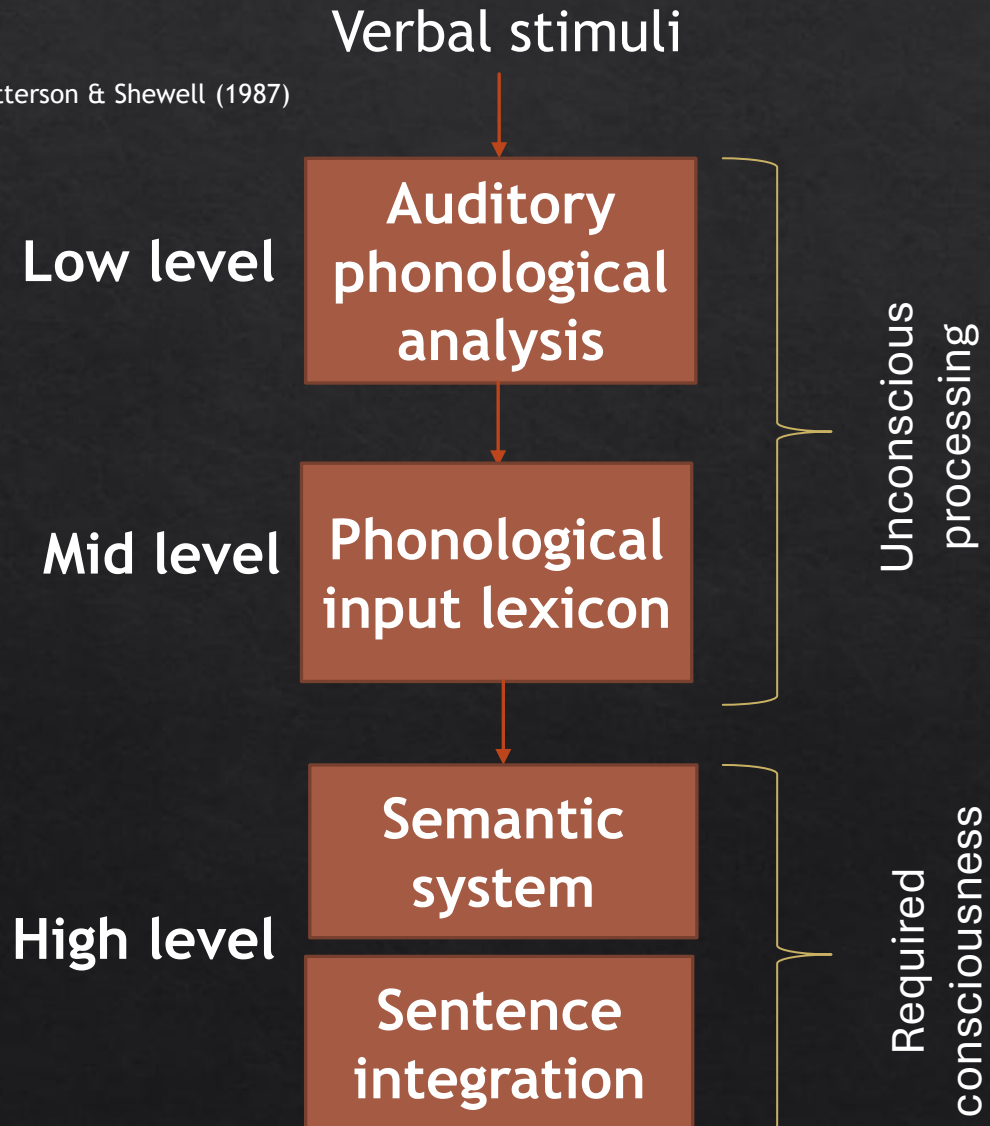 Verbal stimuli
& Shewell (1987)
Auditory
phonological
analysis
Low level
Unconscious
processing
Phonological
input lexicon
Mid level
Semantic
system
High level
Required
consciousness
Sentence
integration